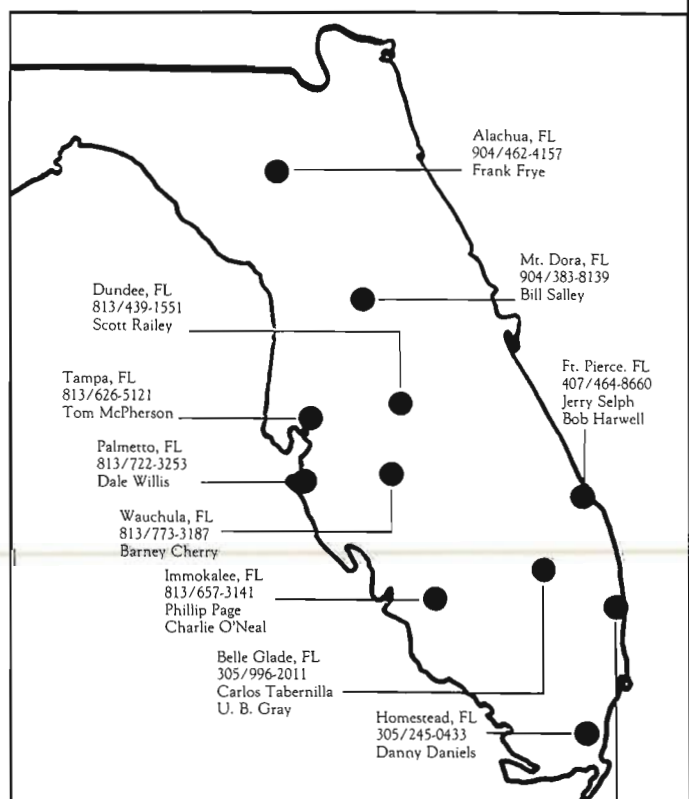 Alachua, FL
904/462-4157
Frank Frye
Mt. Dora, FL
904/383-8139
Bill Salley
Dundee, FL
813/439-1551
Scott Railey
Ft. Pierce. FL
407/464-8660
Jerry Selph
Bob Harwell
Tampa, FL
813/626-5121
Tom McPherson
Palmetto, FL
813/722-3253
Dale Willis
Wauchula, FL
813/773-3187
Barney Cherry
Immokalee, FL
813/657-3141
Phillip Page
Charlie O'Neal
Belle Glade, FL
305/996-2011
Carlos Tabernilla
U. B. Gray
Homestead, FL
305/245-0433
Danny Daniels